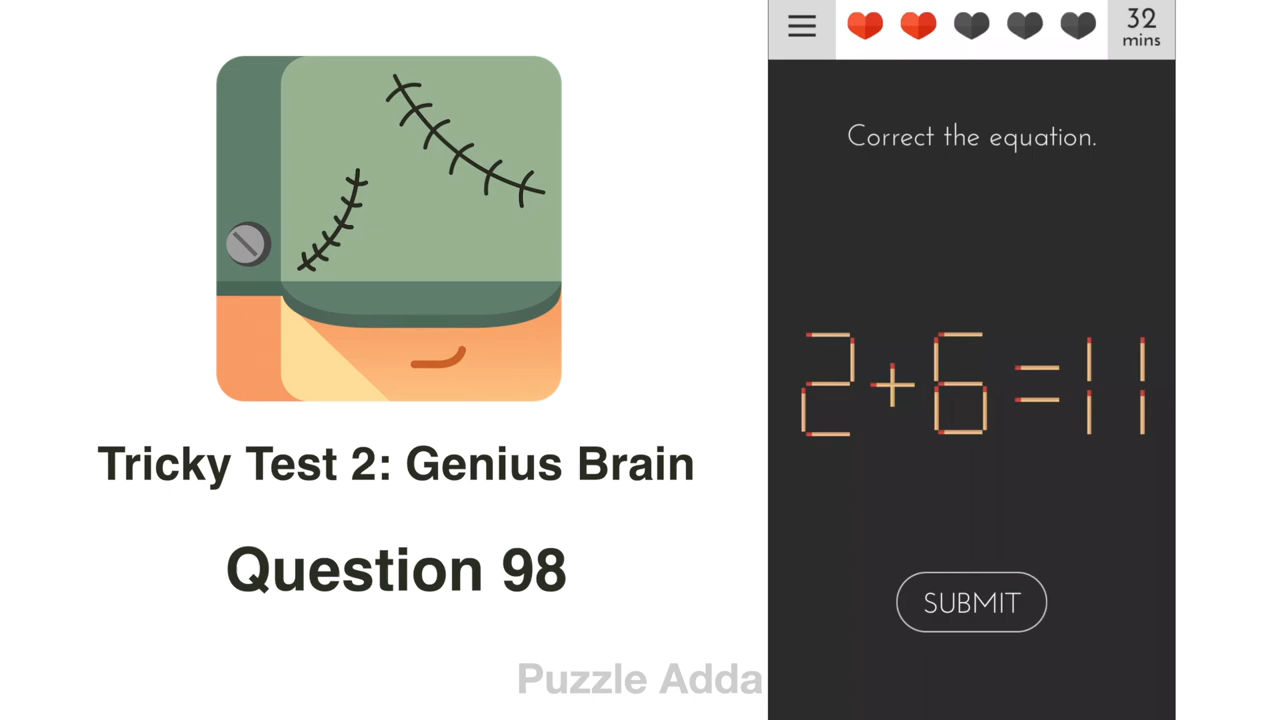 32
mins
Correct the equation.
2+6=11
SUBMIT
Tricky Test 2: Genius Brain
Question 98
Puzzle Adda